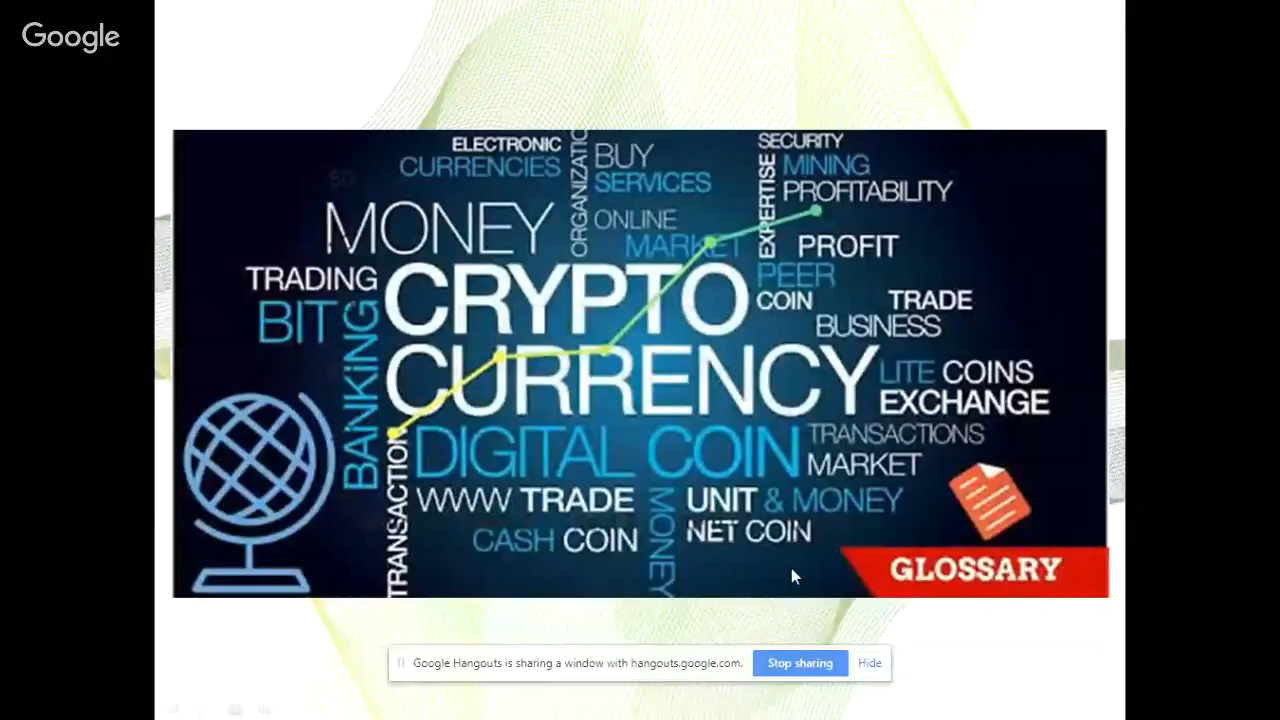 Google
ELECTRONIC
CURRENCIES
BUY
SERVICES
SECURITY
MINING
PROFITABILITY
EXPERTISE
MONEY
ONLINE
MARKET
PROFIT
PEER
TRADING
BIT
BANKING
CRYPTO
COIN
TRADE
BUSINESS
CURRENCY
LITE COINS
EXCHANGE
DIGITAL COIN
TRANSACTIONS
MARKET
TRANSACTION
WWW TRADE
UNIT & MONEY
CASH COIN
MONEY
NET COIN
GLOSSARY
Google Hangouts is sharing a window with hangouts.google.com.
Stop sharing
Hide